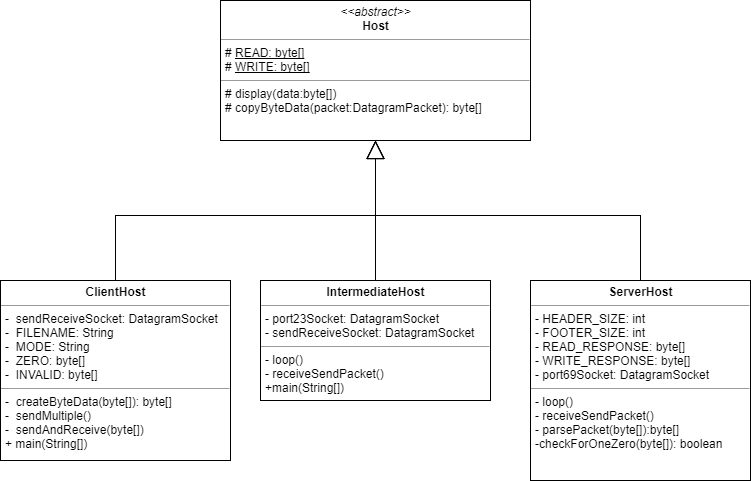 <<abstract>>
Host
# READ: byte[]
# WRITE: byte[]
# display(data:byte[])
# copyByteData(packet:DatagramPacket): byte[]
ClientHost
- sendReceiveSocket: DatagramSocket
- FILENAME: String
- MODE: String
- ZERO: byte[]
- INVALID: byte[]
- createByteData(byte[]): byte[]
- sendMultiple()
- sendAndReceive(byte[])
+ main(String[])
IntermediateHost
- port23Socket: DatagramSocket
- sendReceiveSocket: DatagramSocket
- loop()
- receiveSendPacket()
+main(String[])
ServerHost
- HEADER_SIZE: int
- FOOTER_SIZE: int
- READ_RESPONSE: byte[]
- WRITE_RESPONSE: byte[]
- port69Socket: DatagramSocket
- loop()
- receiveSendPacket()
- parsePacket(byte[]):byte[]
-checkForOneZero(byte[]): boolean